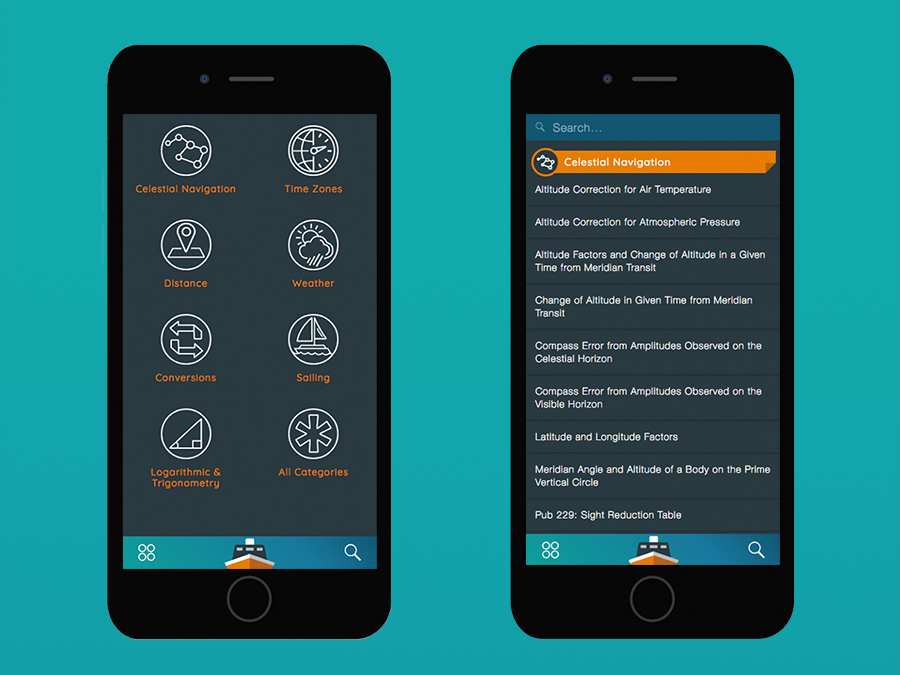 Celestial Navigation
Time Zones
Distance
Weather
Conversions
Sailing
Logarithmic &
Trigonometry
All Categories
Search...
Celestial Navigation
Altitude Correction for Air Temperature
Altitude Correction for Atmospheric Pressure
Altitude Factors and Change of Altitude in a Given
Time from Meridian Transit
Change of Altitude in Given Time from Meridian
Transit
Compass Error from Amplitudes Observed on the
Celestial Horizon
Compass Error from Amplitudes Observed on the
Visible Horizon
Latitude and Longitude Factors
Meridian Angle and Altitude of a Body on the Prime
Vertical Circle
Pub 229: Sight Reduction Table